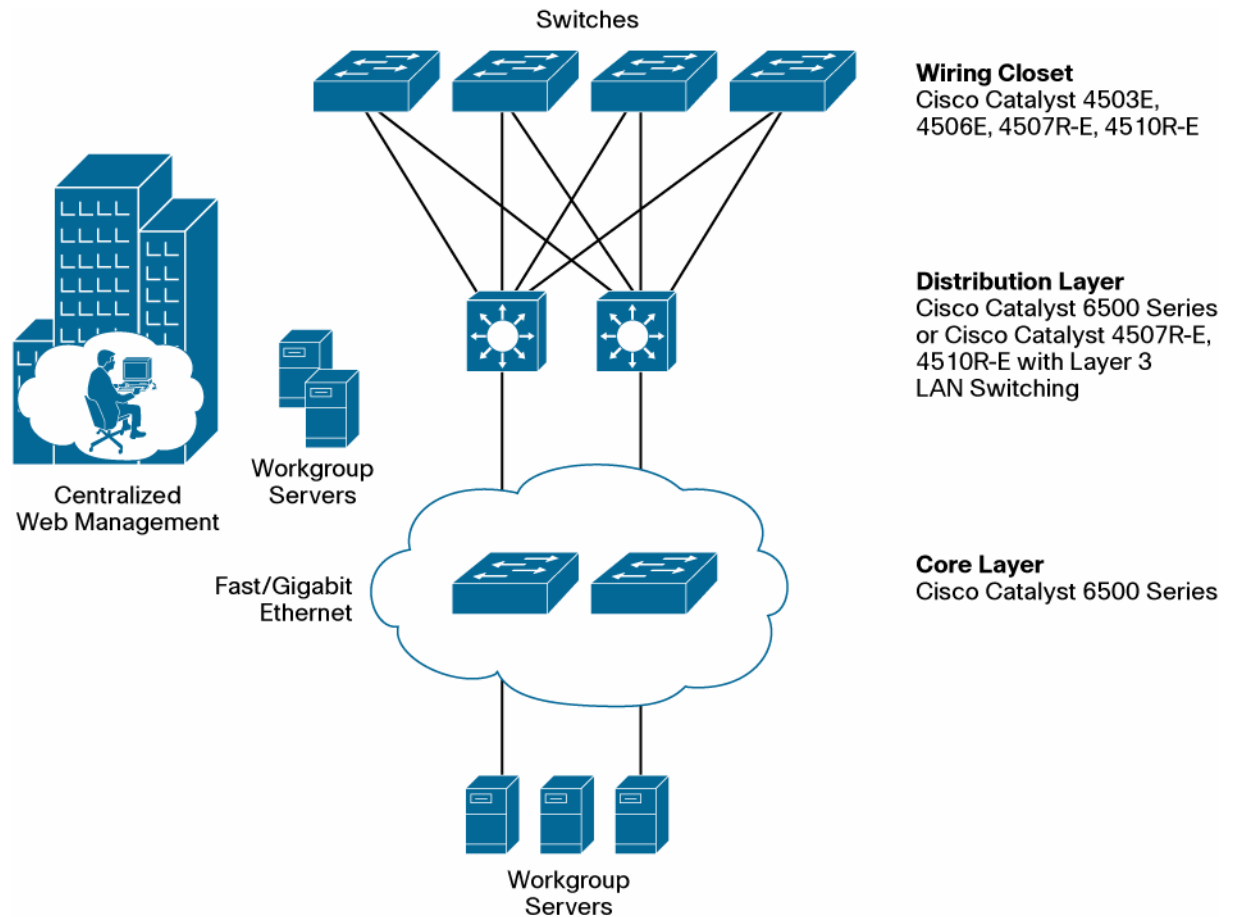 Switches
Wiring Closet
Cisco Catalyst 4503E,
4506E, 4507R-E, 4510R-E
Distribution Layer
Cisco Catalyst 6500 Series
or Cisco Catalyst 4507R-E,
4510R-E with Layer 3
LAN Switching
Workgroup
Servers
Centralized
Web Management
Fast/Gigabit
Ethernet
Core Layer
Cisco Catalyst 6500 Series
Workgroup
Servers